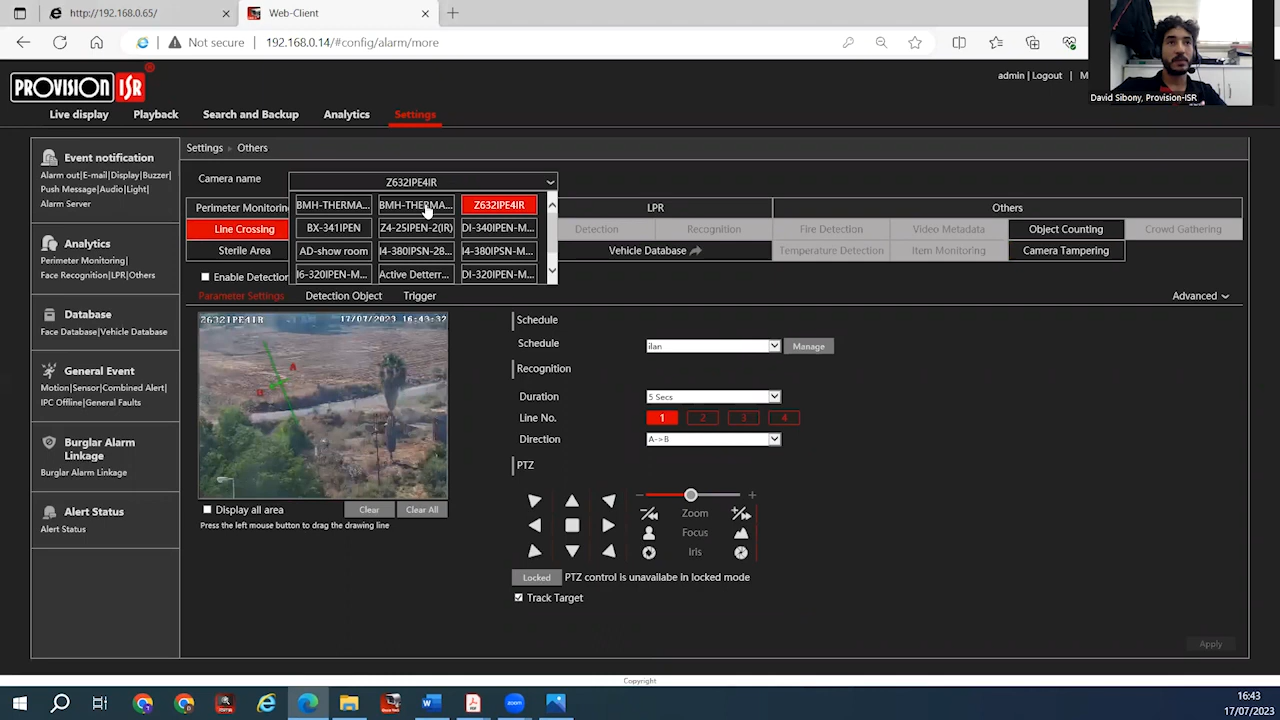 http://192.168.0.65/
Web-Client
Not secure
192.168.0.14/#config/alarm/more
PROVISION ISR
admin | Logout | M
David Sibony, Provision-ISR
Live display
Playback
Search and Backup
Analytics
Settings
Event notification
Alarm out|E-mail|Display|Buzzer|
Push Message|Audio|Light|
Alarm Server
Analytics
Perimeter Monitoring|
Face Recognition|LPR|Others
Database
Face Database|Vehicle Database
General Event
Motion|Sensor|Combined Alert|
IPC Offline|General Faults
Burglar Alarm
Linkage
Burglar Alarm Linkage
Alert Status
Alert Status
Settings
Others
Camera name
Z632IPE4IR
BMH-THERMA...
BMH-THERMA...
Z632IPE4IR
BX-341IPEN
Z4-25IPEN-2(IR)
DI-340IPEN-M...
AD-show room
I4-380IPSN-28...
I4-380IPSN-M...
I6-320IPEN-M...
Active Detterr...
DI-320IPEN-M...
Perimeter Monitoring
LPR
Others
Line Crossing
Detection
Recognition
Fire Detection
Video Metadata
Object Counting
Crowd Gathering
Sterile Area
Vehicle Database
Temperature Detection
Item Monitoring
Camera Tampering
Enable Detection
Parameter Settings
Detection Object
Trigger
Advanced
Z632IPE4IR
17/07/2023 16:43:32
A
B
Display all area
Clear
Clear All
Press the left mouse button to drag the drawing line
Schedule
Schedule
ilan
Manage
Recognition
Duration
5 Secs
Line No.
1
2
3
4
Direction
A->B
PTZ
Zoom
Focus
Iris
Locked
PTZ control is unavailabe in locked mode
Track Target
Apply
Copyright
16:43
17/07/2023